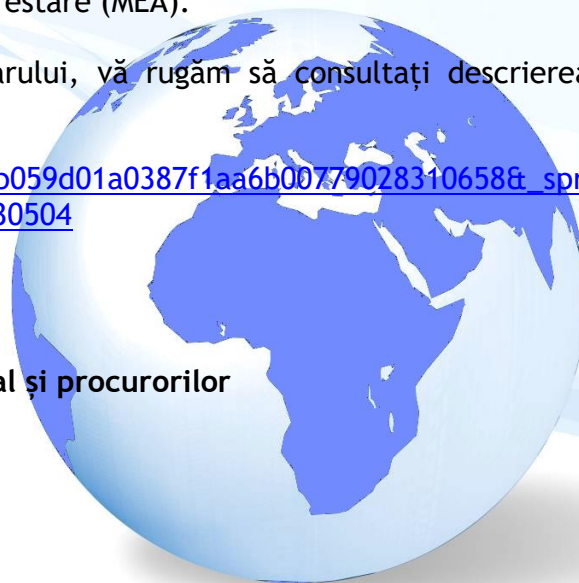 estare (MEA).
arului, vă rugăm să consultați descrierea
b059d01a0387f1aa6b00779028310658&_spr
30504
al și procurorilor